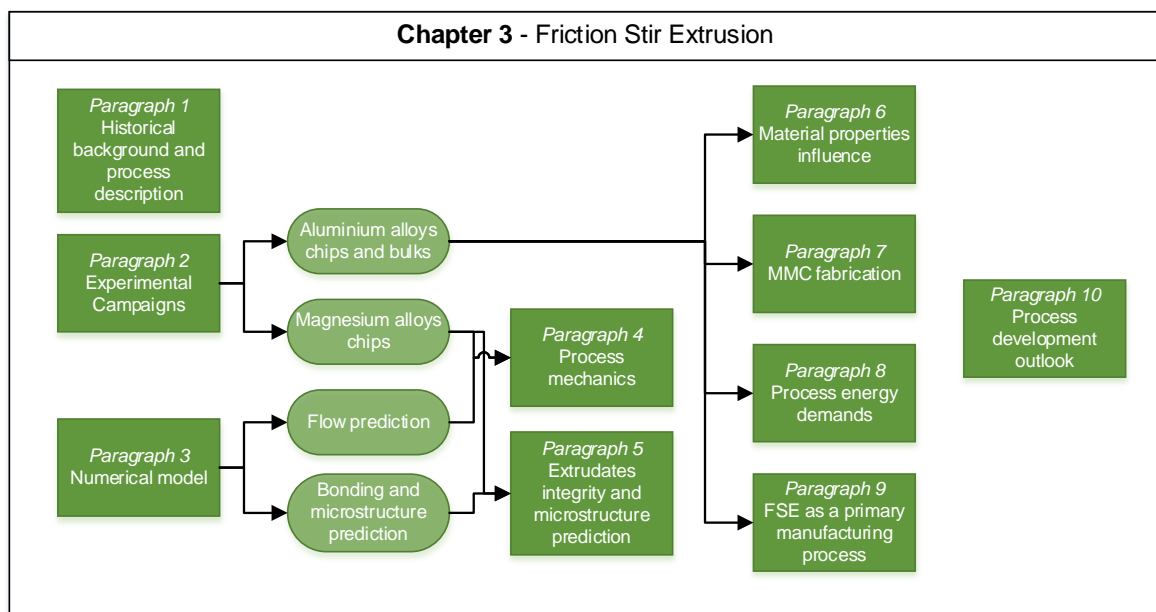 Chapter 3 - Friction Stir Extrusion
Paragraph 1
Historical
background and
process
description
Paragraph 2
Experimental
Campaigns
Paragraph 3
Numerical model
Aluminium alloys
chips and bulks
Magnesium alloys
chips
Flow prediction
Bonding and
microstructure
prediction
Paragraph 4
Process
mechanics
Paragraph 5
Extrudates
integrity and
microstructure
prediction
Paragraph 6
Material properties
influence
Paragraph 7
MMC fabrication
Paragraph 8
Process energy
demands
Paragraph 9
FSE as a primary
manufacturing
process
Paragraph 10
Process
development
outlook